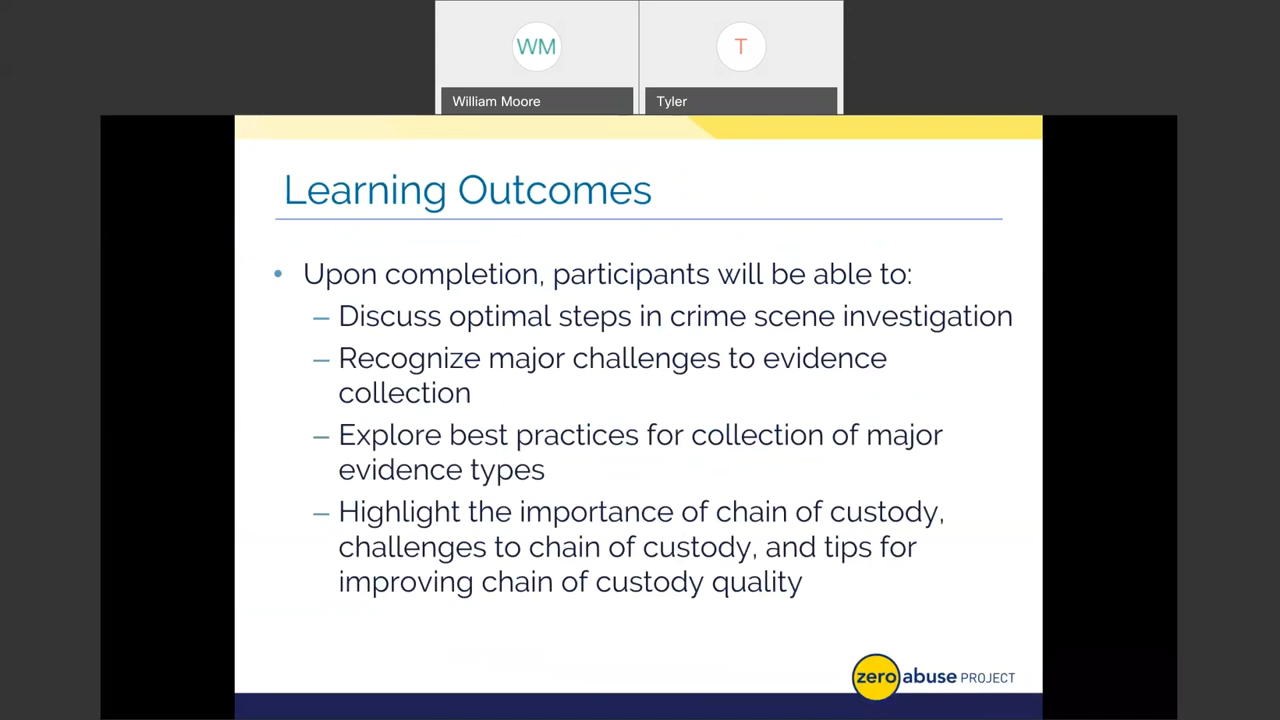 WM
T
William Moore
Tyler
Learning Outcomes
• Upon completion, participants will be able to:
– Discuss optimal steps in crime scene investigation
– Recognize major challenges to evidence
collection
– Explore best practices for collection of major
evidence types
– Highlight the importance of chain of custody,
challenges to chain of custody, and tips for
improving chain of custody quality
zero abuse PROJECT